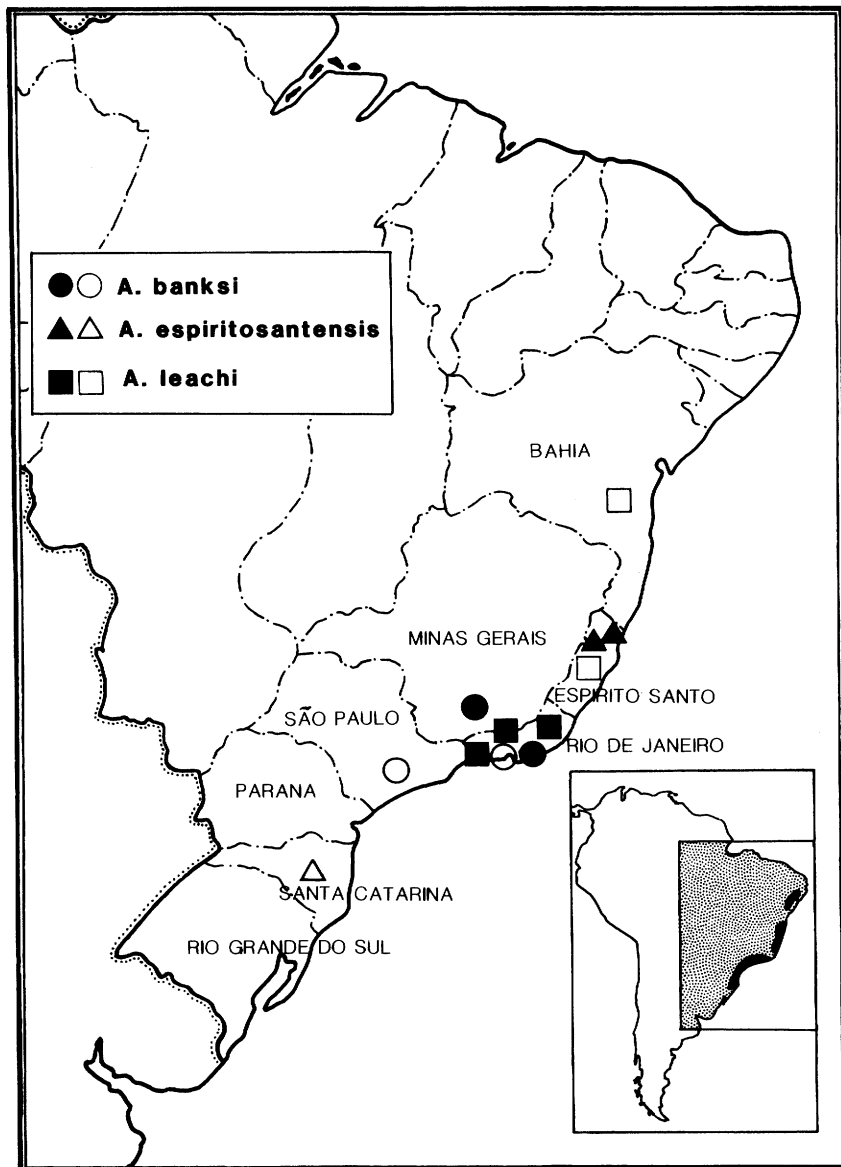 A. banksi
A. espiritosantensis
A. leachi
BAHIA
MINAS GERAIS
ESPIRITO SANTO
SÃO PAULO
RIO DE JANEIRO
PARANA
SANTA CATARINA
RIO GRANDE DO SUL